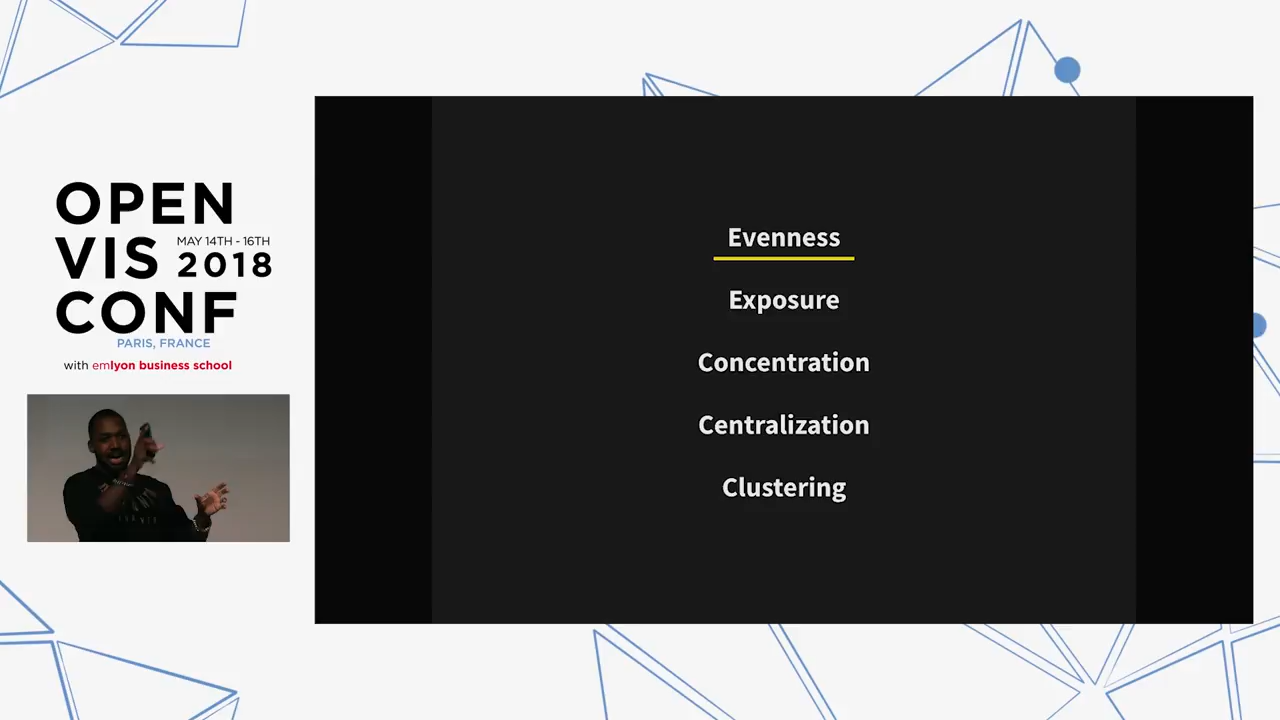 OPEN
VIS
MAY 14TH - 16TH
2018
CONF
PARIS, FRANCE
with emlyon business school
Evenness
Exposure
Concentration
Centralization
Clustering